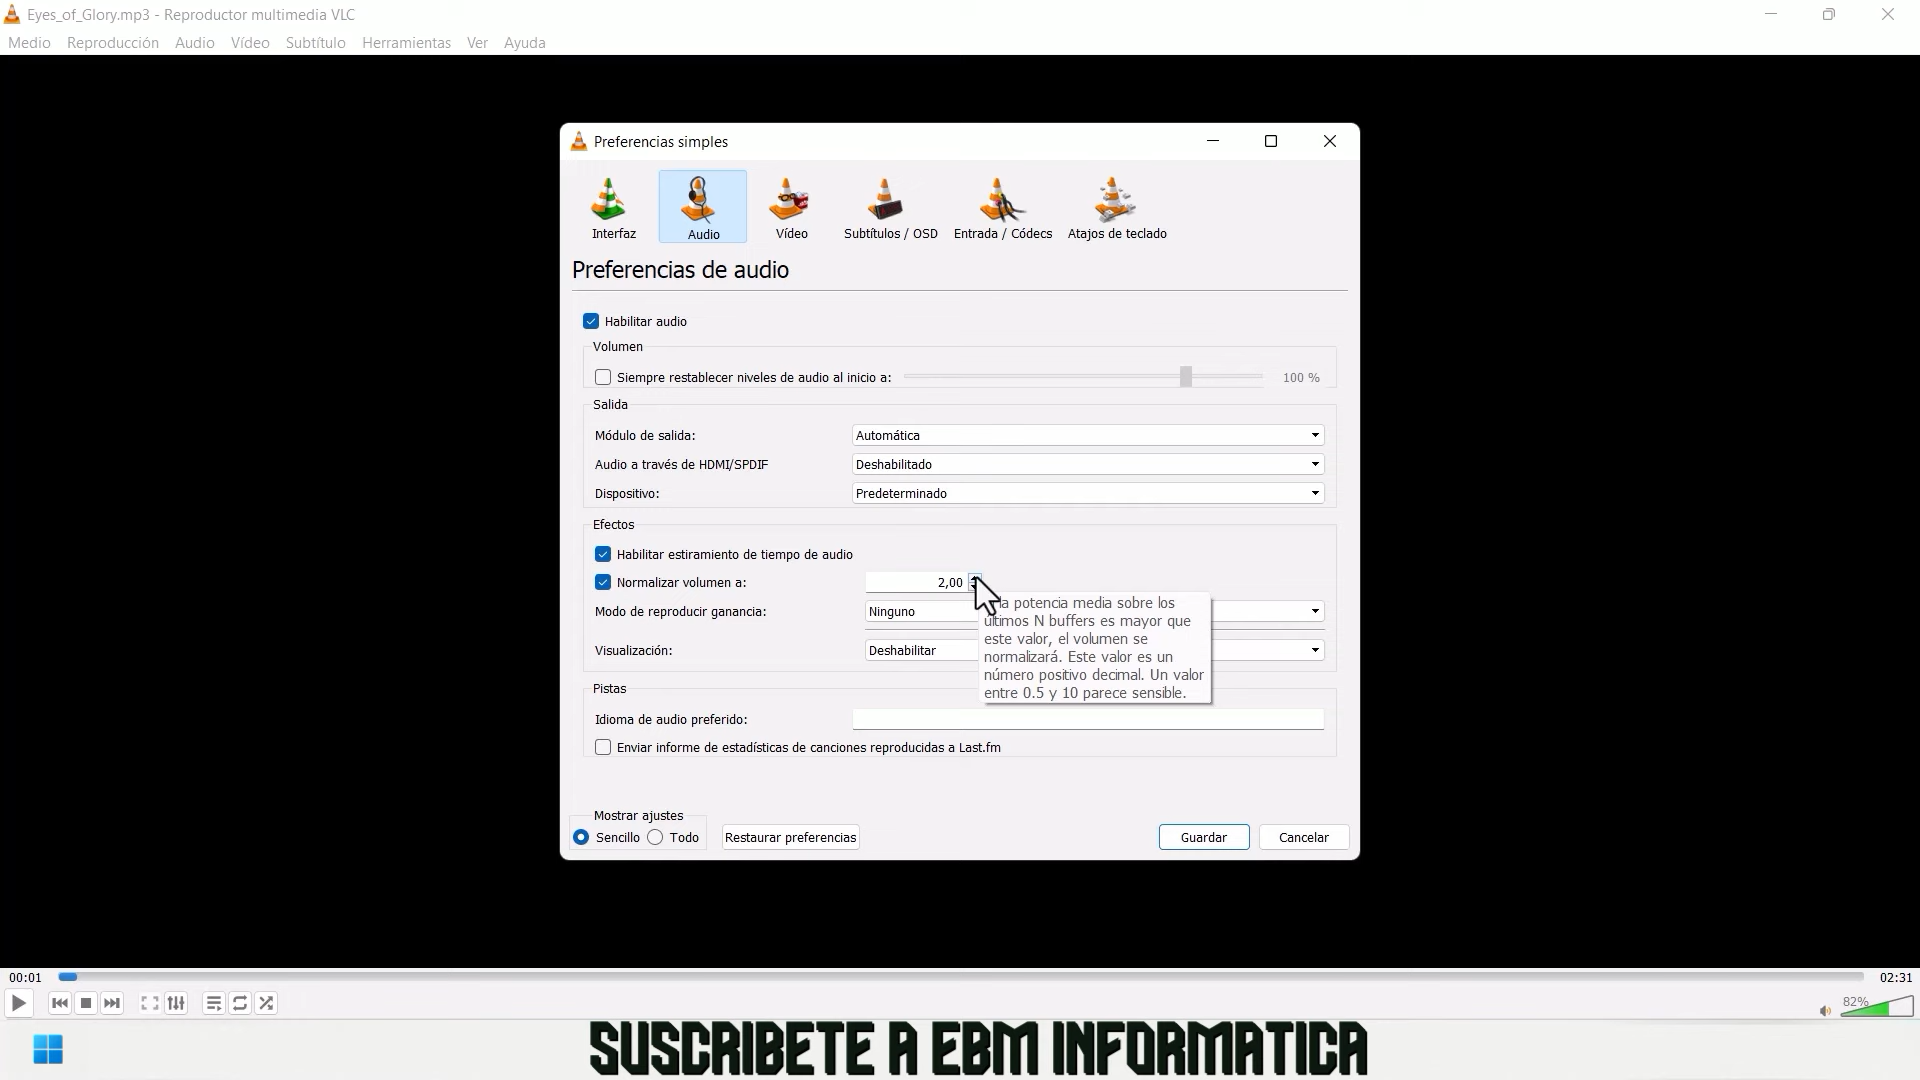 Eyes_of_Glory.mp3 - Reproductor multimedia VLC
Medio Reproducción Audio Vídeo Subtítulo Herramientas Ver Ayuda
Preferencias simples
Interfaz Audio Vídeo Subtítulos / OSD Entrada / Códecs Atajos de teclado
Preferencias de audio
Habilitar audio
Volumen
Siempre restablecer niveles de audio al inicio a: 100 %
Salida
Módulo de salida: Automática
Audio a través de HDMI/SPDIF Deshabilitado
Dispositivo: Predeterminado
Efectos
Habilitar estiramiento de tiempo de audio
Normalizar volumen a: 2,00
Modo de reproducir ganancia: Ninguno
Visualización: Deshabilitar
la potencia media sobre los
últimos N buffers es mayor que
este valor, el volumen se
normalizará. Este valor es un
número positivo decimal. Un valor
entre 0.5 y 10 parece sensible.
Pistas
Idioma de audio preferido:
Enviar informe de estadísticas de canciones reproducidas a Last.fm
Mostrar ajustes
Sencillo Todo Restaurar preferencias Guardar Cancelar
00:01 02:31
82%
SUSCRIBETE A EBM INFORMATICA